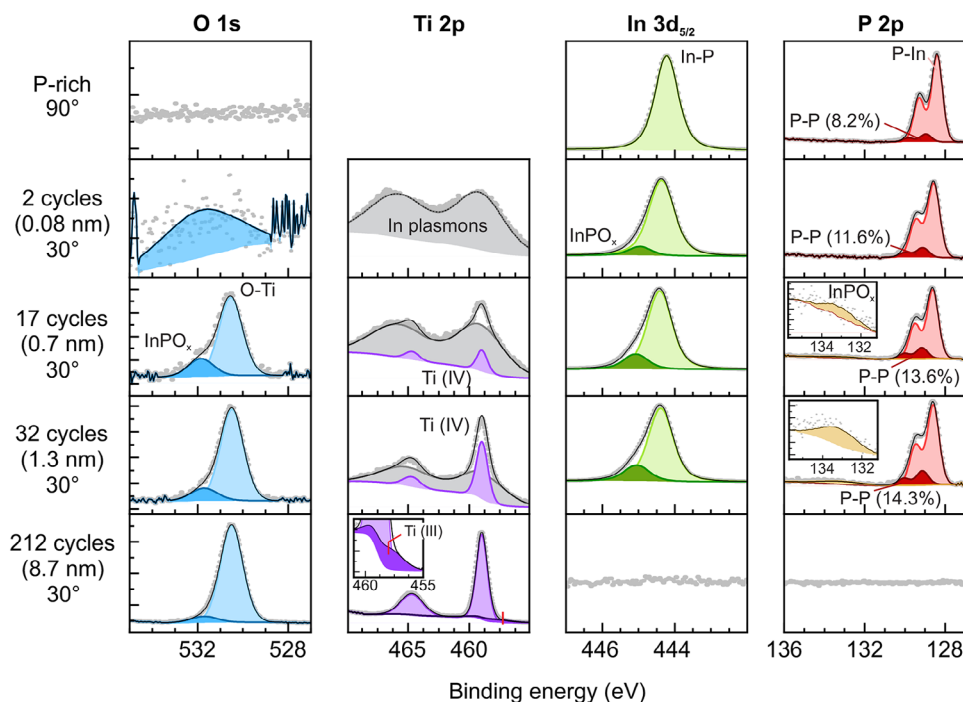 O 1s
Ti 2p
In 3d5/2
P 2p
P-rich
90°
In-P
P-In
P-P (8.2%)
2 cycles
(0.08 nm)
30°
In plasmons
InPOx
P-P (11.6%)
17 cycles
(0.7 nm)
30°
O-Ti
InPOx
Ti (IV)
InPOx
134 132
P-P (13.6%)
32 cycles
(1.3 nm)
30°
Ti (IV)
134 132
P-P (14.3%)
212 cycles
(8.7 nm)
30°
Ti (III)
460 455
532 528
465 460
446 444
136 132 128
Binding energy (eV)